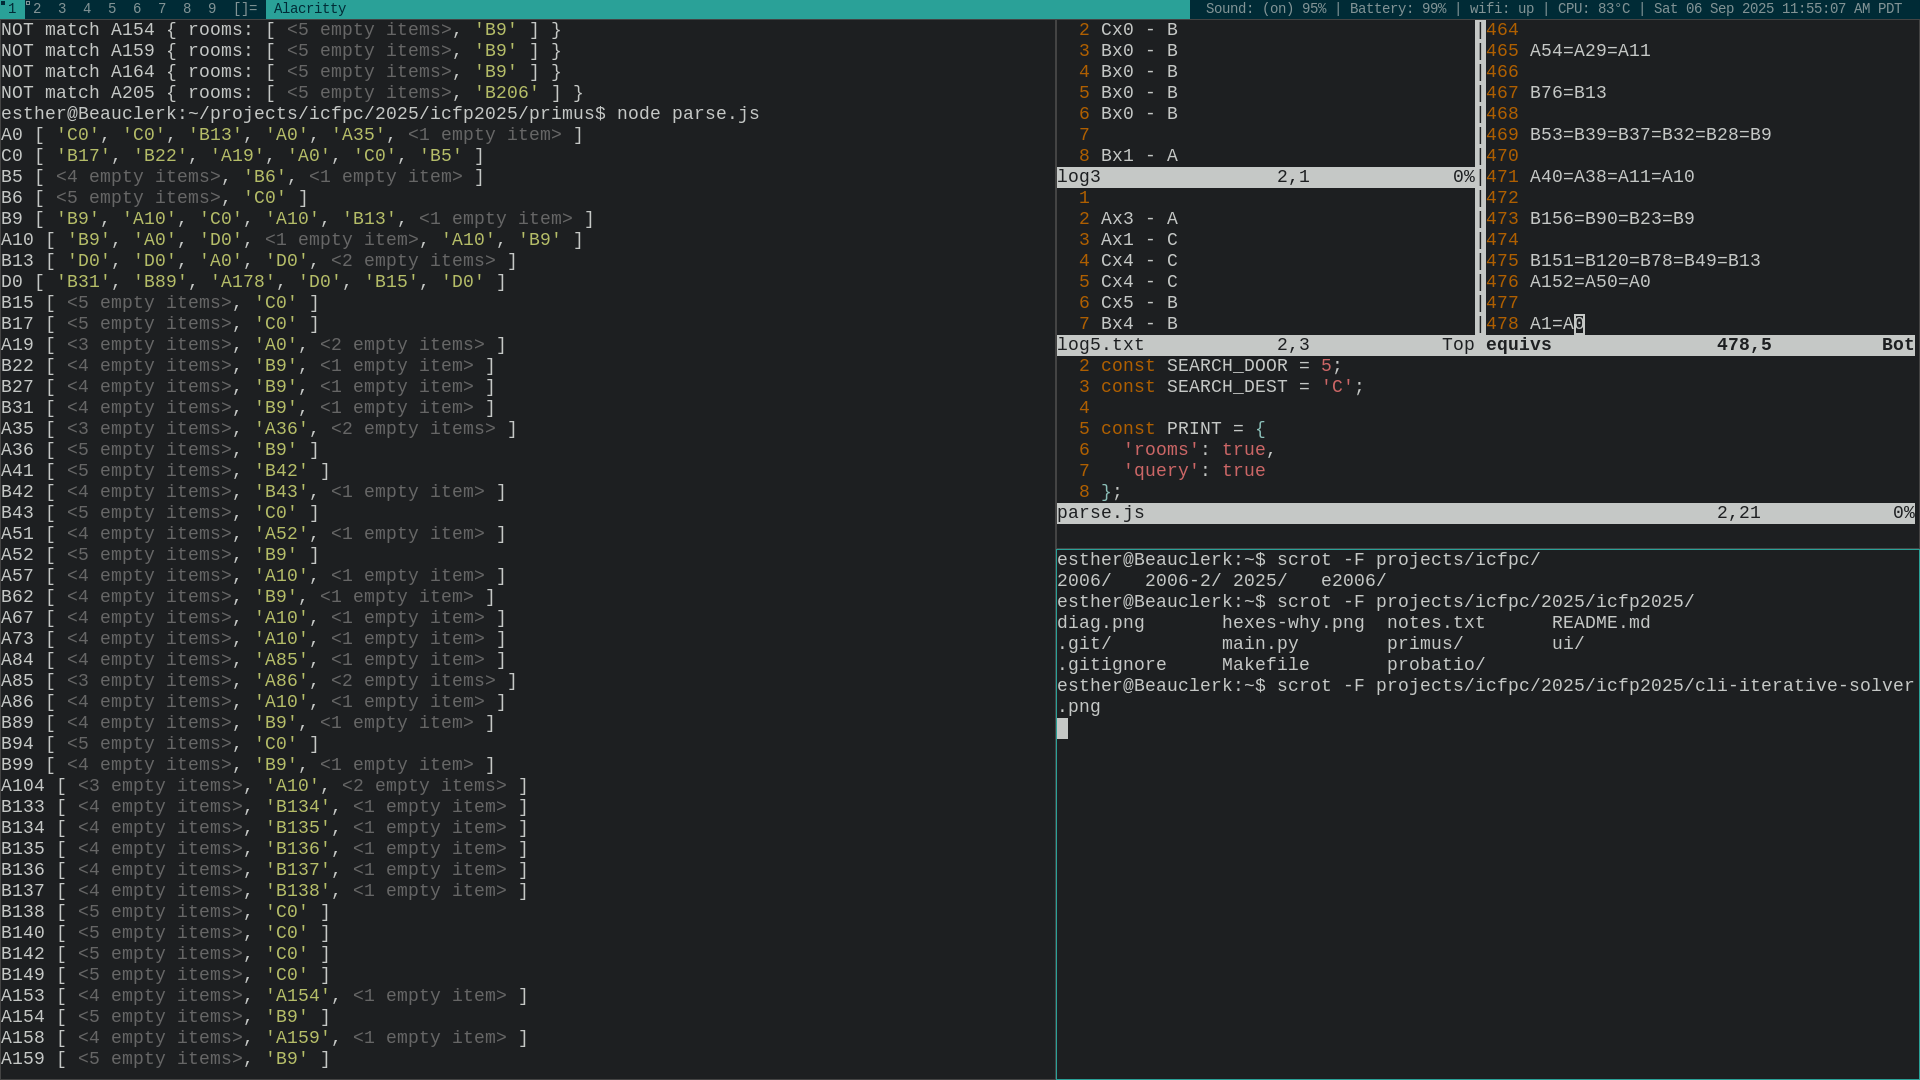 1 2 3 4 5 6 7 8 9 []= Alacritty Sound: (on) 95% | Battery: 99% | wifi: up | CPU: 83°C | Sat 06 Sep 2025 11:55:07 AM PDT
NOT match A154 { rooms: [ <5 empty items>, 'B9' ] }
NOT match A159 { rooms: [ <5 empty items>, 'B9' ] }
NOT match A164 { rooms: [ <5 empty items>, 'B9' ] }
NOT match A205 { rooms: [ <5 empty items>, 'B206' ] }
esther@Beauclerk:~/projects/icfpc/2025/icfp2025/primus$ node parse.js
A0 [ 'C0', 'C0', 'B13', 'A0', 'A35', <1 empty item> ]
C0 [ 'B17', 'B22', 'A19', 'A0', 'C0', 'B5' ]
B5 [ <4 empty items>, 'B6', <1 empty item> ]
B6 [ <5 empty items>, 'C0' ]
B9 [ 'B9', 'A10', 'C0', 'A10', 'B13', <1 empty item> ]
A10 [ 'B9', 'A0', 'D0', <1 empty item>, 'A10', 'B9' ]
B13 [ 'D0', 'D0', 'A0', 'D0', <2 empty items> ]
D0 [ 'B31', 'B89', 'A178', 'D0', 'B15', 'D0' ]
B15 [ <5 empty items>, 'C0' ]
B17 [ <5 empty items>, 'C0' ]
A19 [ <3 empty items>, 'A0', <2 empty items> ]
B22 [ <4 empty items>, 'B9', <1 empty item> ]
B27 [ <4 empty items>, 'B9', <1 empty item> ]
B31 [ <4 empty items>, 'B9', <1 empty item> ]
A35 [ <3 empty items>, 'A36', <2 empty items> ]
A36 [ <5 empty items>, 'B9' ]
A41 [ <5 empty items>, 'B42' ]
B42 [ <4 empty items>, 'B43', <1 empty item> ]
B43 [ <5 empty items>, 'C0' ]
A51 [ <4 empty items>, 'A52', <1 empty item> ]
A52 [ <5 empty items>, 'B9' ]
A57 [ <4 empty items>, 'A10', <1 empty item> ]
B62 [ <4 empty items>, 'B9', <1 empty item> ]
A67 [ <4 empty items>, 'A10', <1 empty item> ]
A73 [ <4 empty items>, 'A10', <1 empty item> ]
A84 [ <4 empty items>, 'A85', <1 empty item> ]
A85 [ <3 empty items>, 'A86', <2 empty items> ]
A86 [ <4 empty items>, 'A10', <1 empty item> ]
B89 [ <4 empty items>, 'B9', <1 empty item> ]
B94 [ <5 empty items>, 'C0' ]
B99 [ <4 empty items>, 'B9', <1 empty item> ]
A104 [ <3 empty items>, 'A10', <2 empty items> ]
B133 [ <4 empty items>, 'B134', <1 empty item> ]
B134 [ <4 empty items>, 'B135', <1 empty item> ]
B135 [ <4 empty items>, 'B136', <1 empty item> ]
B136 [ <4 empty items>, 'B137', <1 empty item> ]
B137 [ <4 empty items>, 'B138', <1 empty item> ]
B138 [ <5 empty items>, 'C0' ]
B140 [ <5 empty items>, 'C0' ]
B142 [ <5 empty items>, 'C0' ]
B149 [ <5 empty items>, 'C0' ]
A153 [ <4 empty items>, 'A154', <1 empty item> ]
A154 [ <5 empty items>, 'B9' ]
A158 [ <4 empty items>, 'A159', <1 empty item> ]
A159 [ <5 empty items>, 'B9' ]
2 Cx0 - B
3 Bx0 - B
4 Bx0 - B
5 Bx0 - B
6 Bx0 - B
7
8 Bx1 - A
log3 2,1 0%
1
2 Ax3 - A
3 Ax1 - C
4 Cx4 - C
5 Cx4 - C
6 Cx5 - B
7 Bx4 - B
log5.txt 2,3 Top
464
465 A54=A29=A11
466
467 B76=B13
468
469 B53=B39=B37=B32=B28=B9
470
471 A40=A38=A11=A10
472
473 B156=B90=B23=B9
474
475 B151=B120=B78=B49=B13
476 A152=A50=A0
477
478 A1=A0
equivs 478,5 Bot
2 const SEARCH_DOOR = 5;
3 const SEARCH_DEST = 'C';
4
5 const PRINT = {
6 'rooms': true,
7 'query': true
8 };
parse.js 2,21 0%
esther@Beauclerk:~$ scrot -F projects/icfpc/
2006/ 2006-2/ 2025/ e2006/
esther@Beauclerk:~$ scrot -F projects/icfpc/2025/icfp2025/
diag.png hexes-why.png notes.txt README.md
.git/ main.py primus/ ui/
.gitignore Makefile probatio/
esther@Beauclerk:~$ scrot -F projects/icfpc/2025/icfp2025/cli-iterative-solver
.png